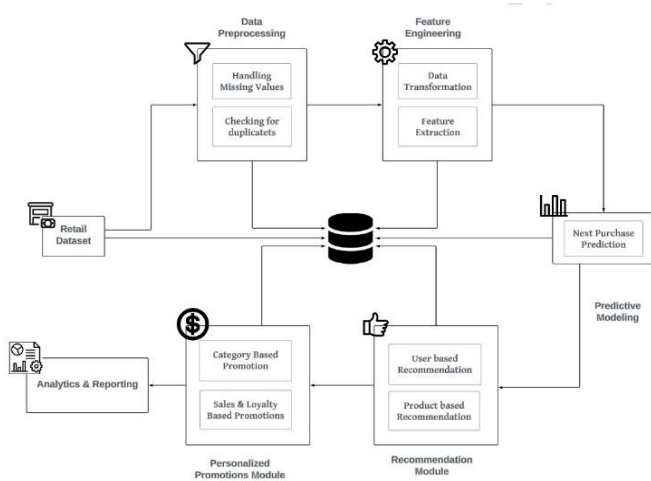 Data
Preprocessing
Feature
Engineering
Handling
Missing Values
Checking for
duplicatets
Data
Transformation
Feature
Extraction
Retail
Dataset
Next Purchase
Prediction
Predictive
Modeling
Category Based
Promotion
Sales & Loyalty
Based Promotions
User based
Recommendation
Product based
Recommendation
Analytics & Reporting
Personalized
Promotions Module
Recommendation
Module